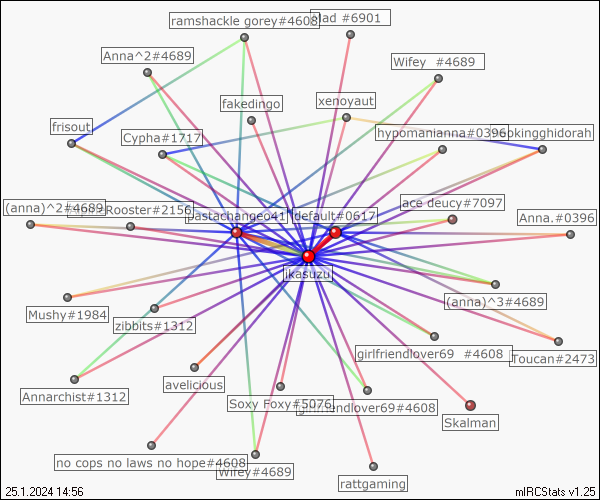 ramshackle gorey#4608
lad #6901
Anna^2#4689
Wifey #4689
fakedingo
xenoyaut
frisout
Cypha#1717
hypomanianna#0396
pokingghidorah
(anna)^2#4689
Rooster#2156
pastachangeo41
default#0617
ace deucy#7097
Anna.#0396
ikasuzu
(anna)^3#4689
Mushy#1984
zibbits#1312
girlfriendlover69 #4608
Toucan#2473
avelicious
Annarchist#1312
Soxy Foxy#5076
girlfriendlover69#4608
Skalman
no cops no laws no hope#4608
Wifey#4689
rattgaming
25.1.2024 14:56
mIRCStats v1.25